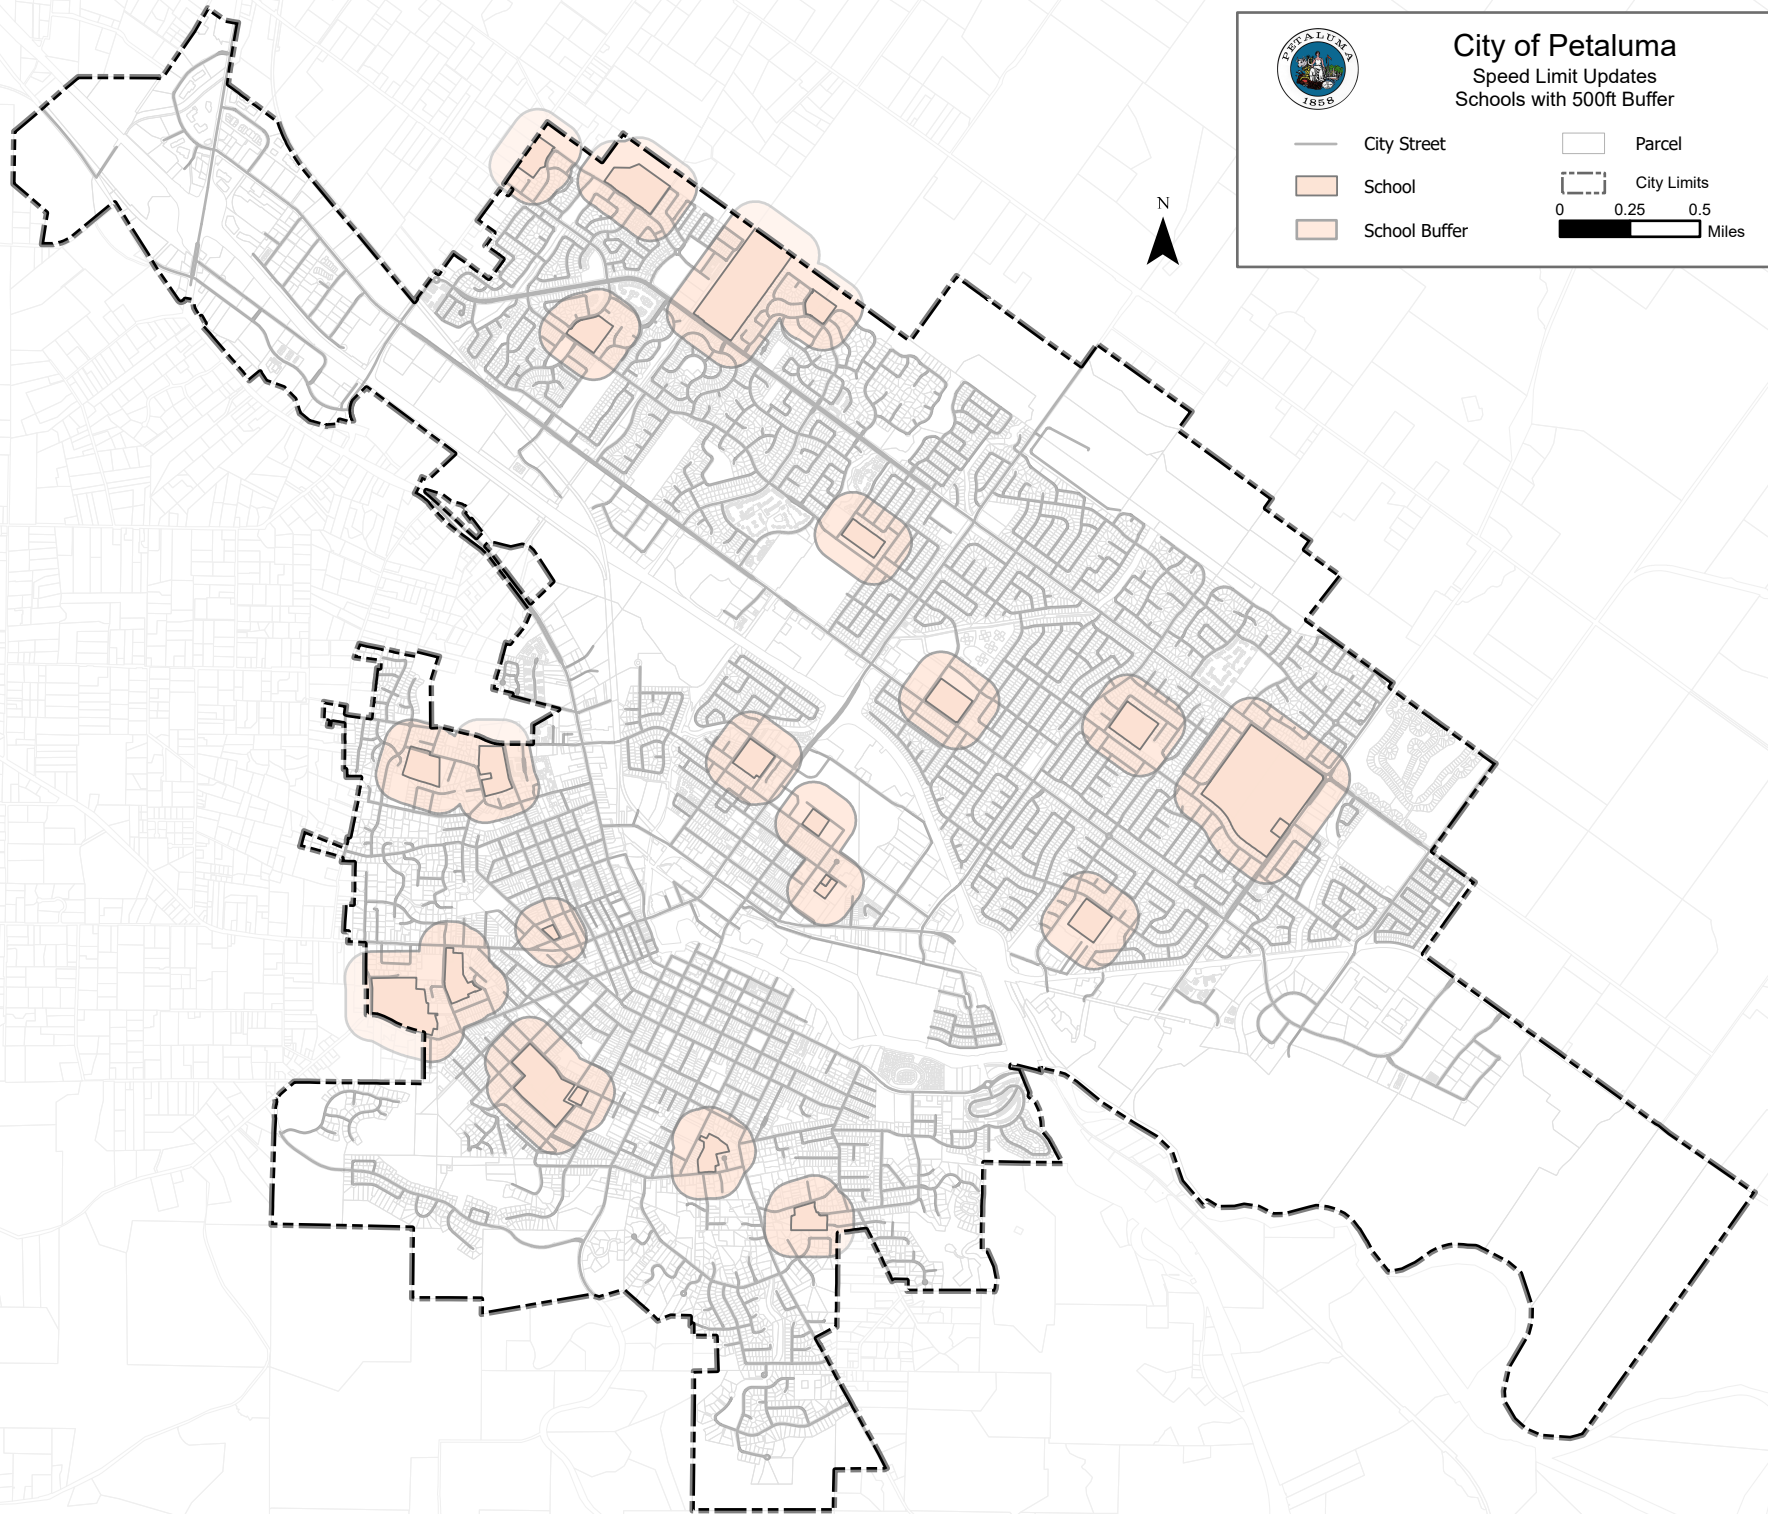 City of Petaluma
Speed Limit Updates
Schools with 500ft Buffer
PETALUMA
1858
City Street
Parcel
School
City Limits
School Buffer
0 0.25 0.5
Miles
N